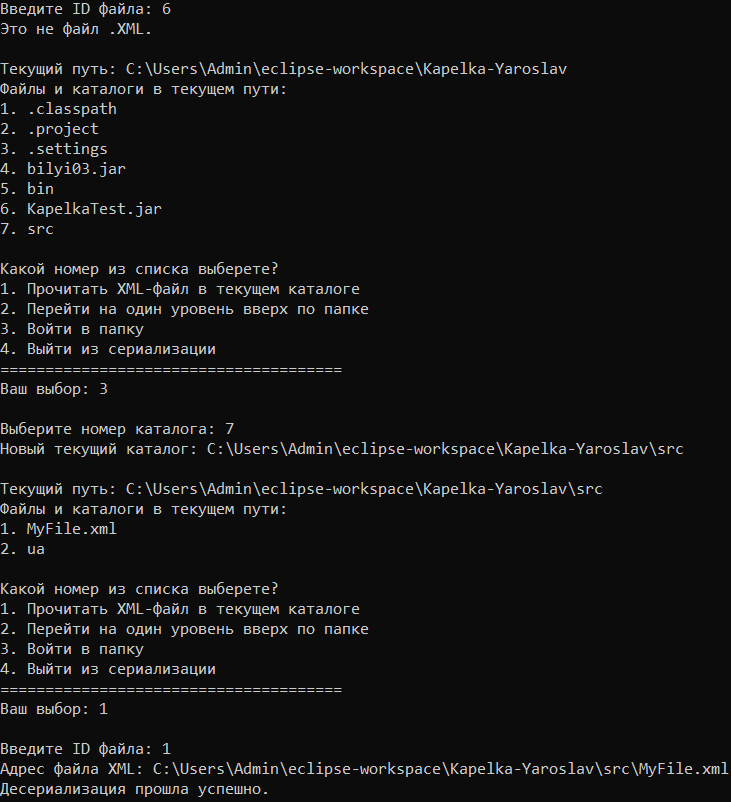 Введите ID файла: 6
Это не файл .XML.
Текущий путь: C:\Users\Admin\eclipse-workspace\Kapelka-Yaroslav
Файлы и каталоги в текущем пути:
1. .classpath
2. .project
3. .settings
4. bilyi03.jar
5. bin
6. KapelkaTest.jar
7. src
Какой номер из списка выберете?
1. Прочитать XML-файл в текущем каталоге
2. Перейти на один уровень вверх по папке
3. Войти в папку
4. Выйти из сериализации
======================================
Ваш выбор: 3
Выберите номер каталога: 7
Новый текущий каталог: C:\Users\Admin\eclipse-workspace\Kapelka-Yaroslav\src
Текущий путь: C:\Users\Admin\eclipse-workspace\Kapelka-Yaroslav\src
Файлы и каталоги в текущем пути:
1. MyFile.xml
2. ua
Какой номер из списка выберете?
1. Прочитать XML-файл в текущем каталоге
2. Перейти на один уровень вверх по папке
3. Войти в папку
4. Выйти из сериализации
======================================
Ваш выбор: 1
Введите ID файла: 1
Адрес файла XML: C:\Users\Admin\eclipse-workspace\Kapelka-Yaroslav\src\MyFile.xml
Десериализация прошла успешно.